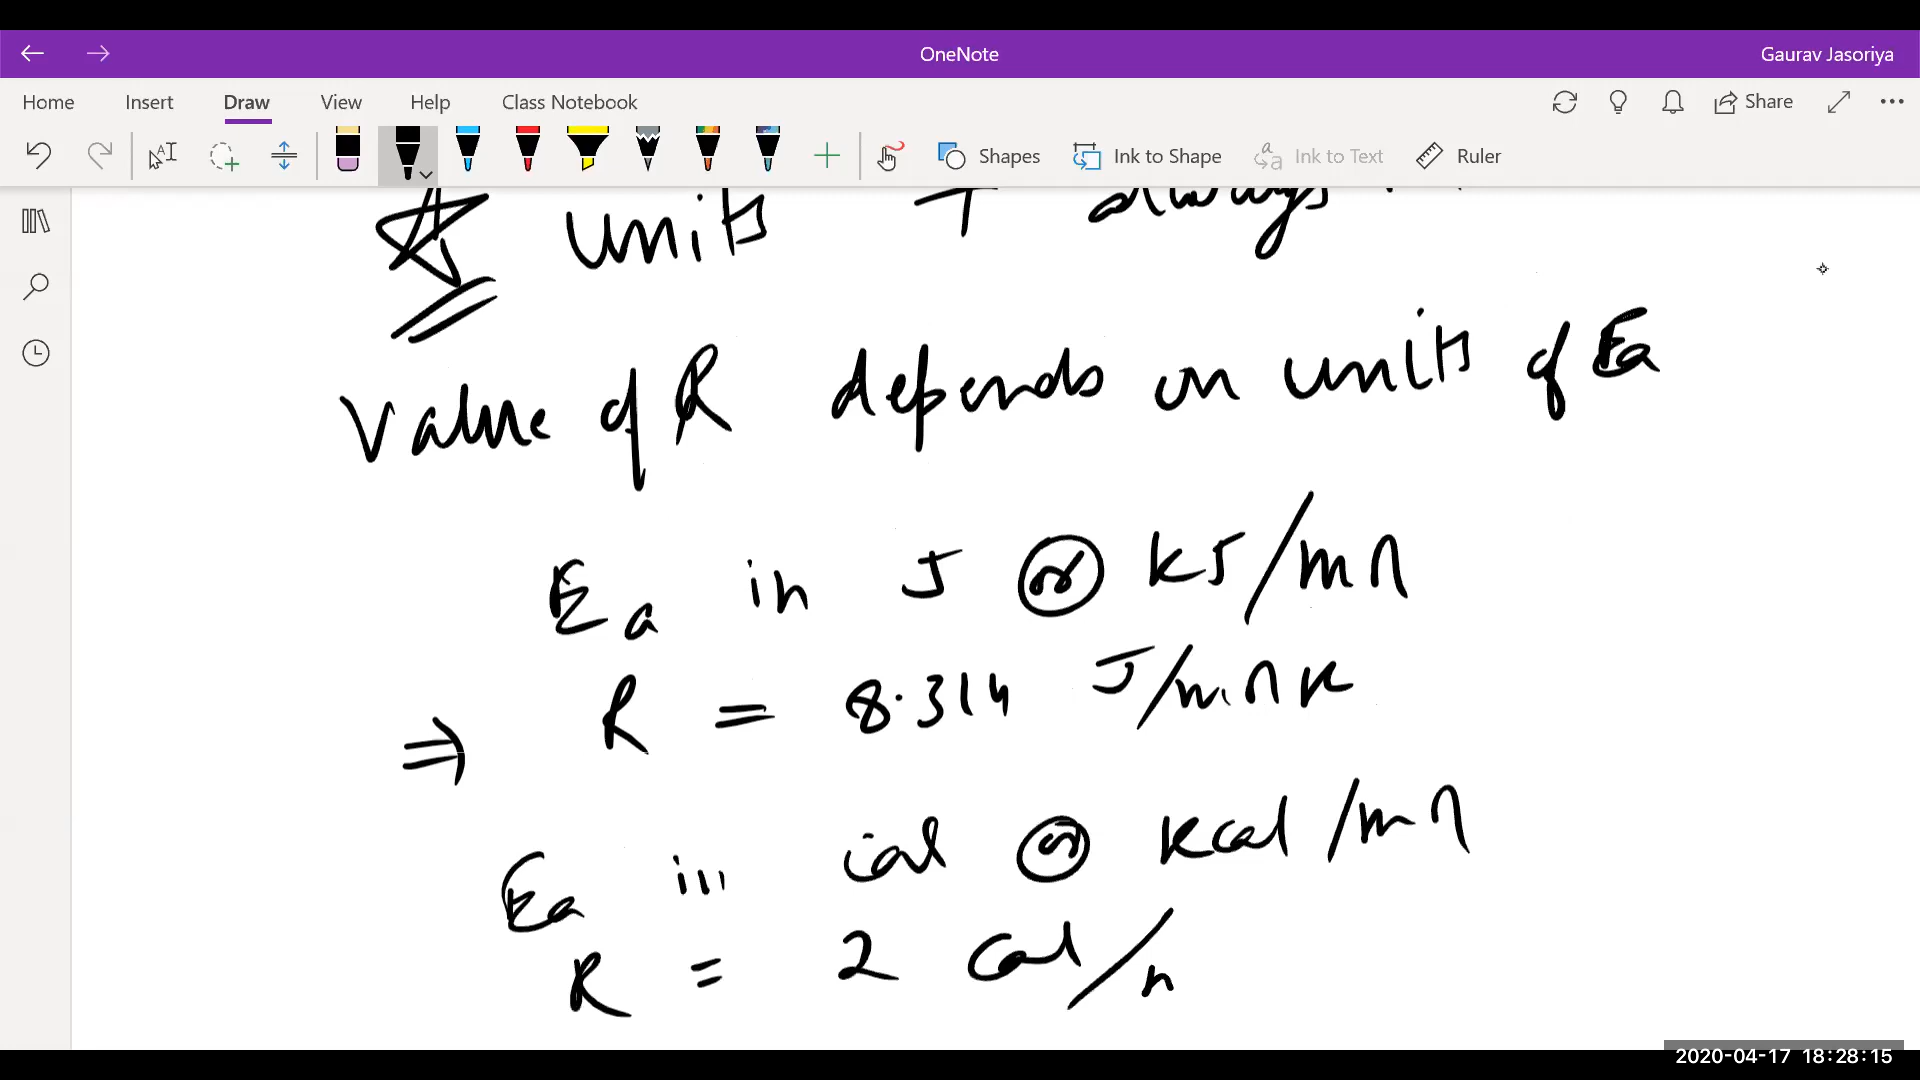 OneNote
Gaurav Jasoriya
Home Insert Draw View Help Class Notebook Share
Shapes Ink to Shape Ink to Text Ruler
units T always
Value of R depends on units of Ea
Ea in J or kJ/mol
⇒ R = 8.314 J/mol K
Ea in cal or kcal/mol
R = 2 cal/m
2020-04-17 18:28:15